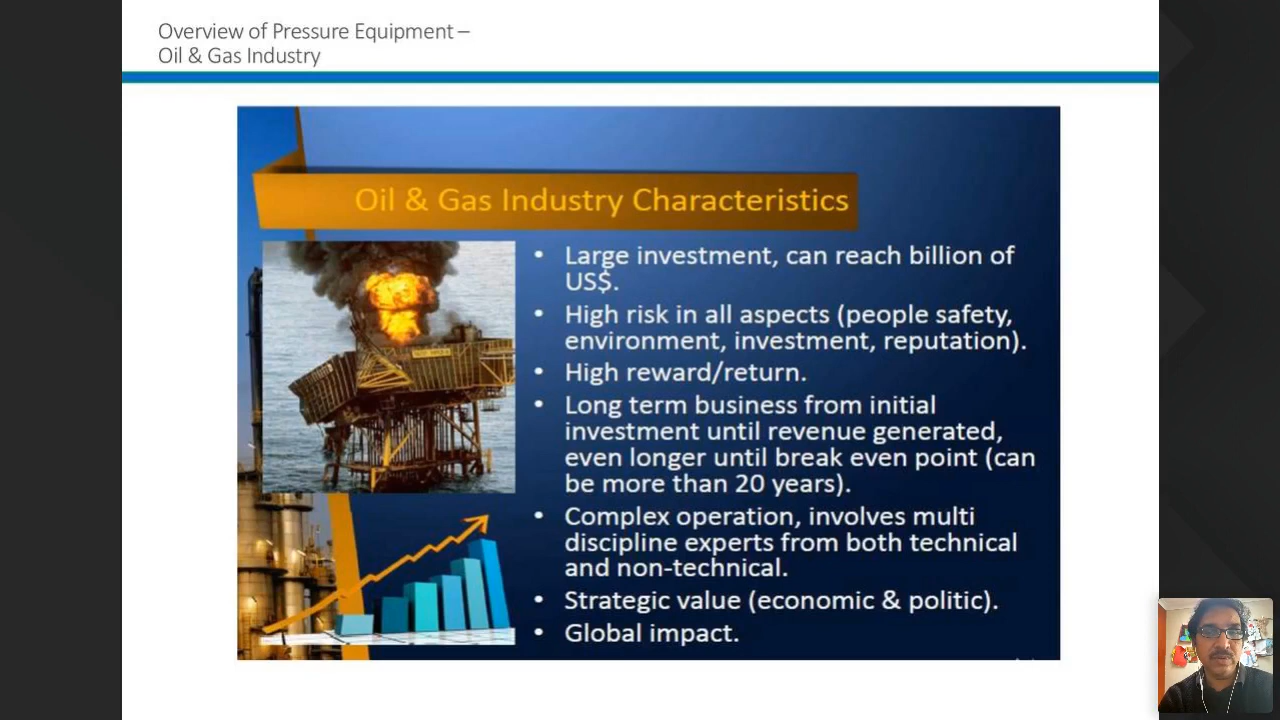 Overview of Pressure Equipment –
Oil & Gas Industry
Oil & Gas Industry Characteristics
• Large investment, can reach billion of
US$.
• High risk in all aspects (people safety,
environment, investment, reputation).
• High reward/return.
• Long term business from initial
investment until revenue generated,
even longer until break even point (can
be more than 20 years).
• Complex operation, involves multi
discipline experts from both technical
and non-technical.
• Strategic value (economic & politic).
• Global impact.